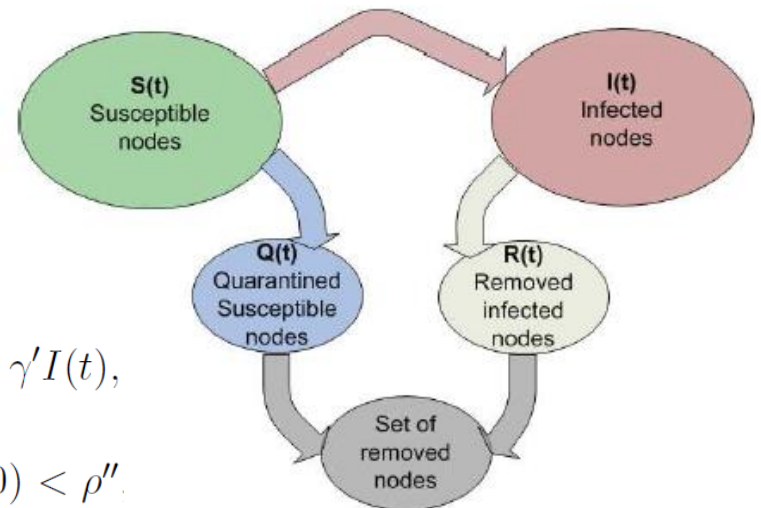 S(t)
Susceptible
nodes
I(t)
Infected
nodes
Q(t)
Quarantined
Susceptible
nodes
R(t)
Removed
infected
nodes
γ′I(t),
) < ρ″
Set of
removed
nodes